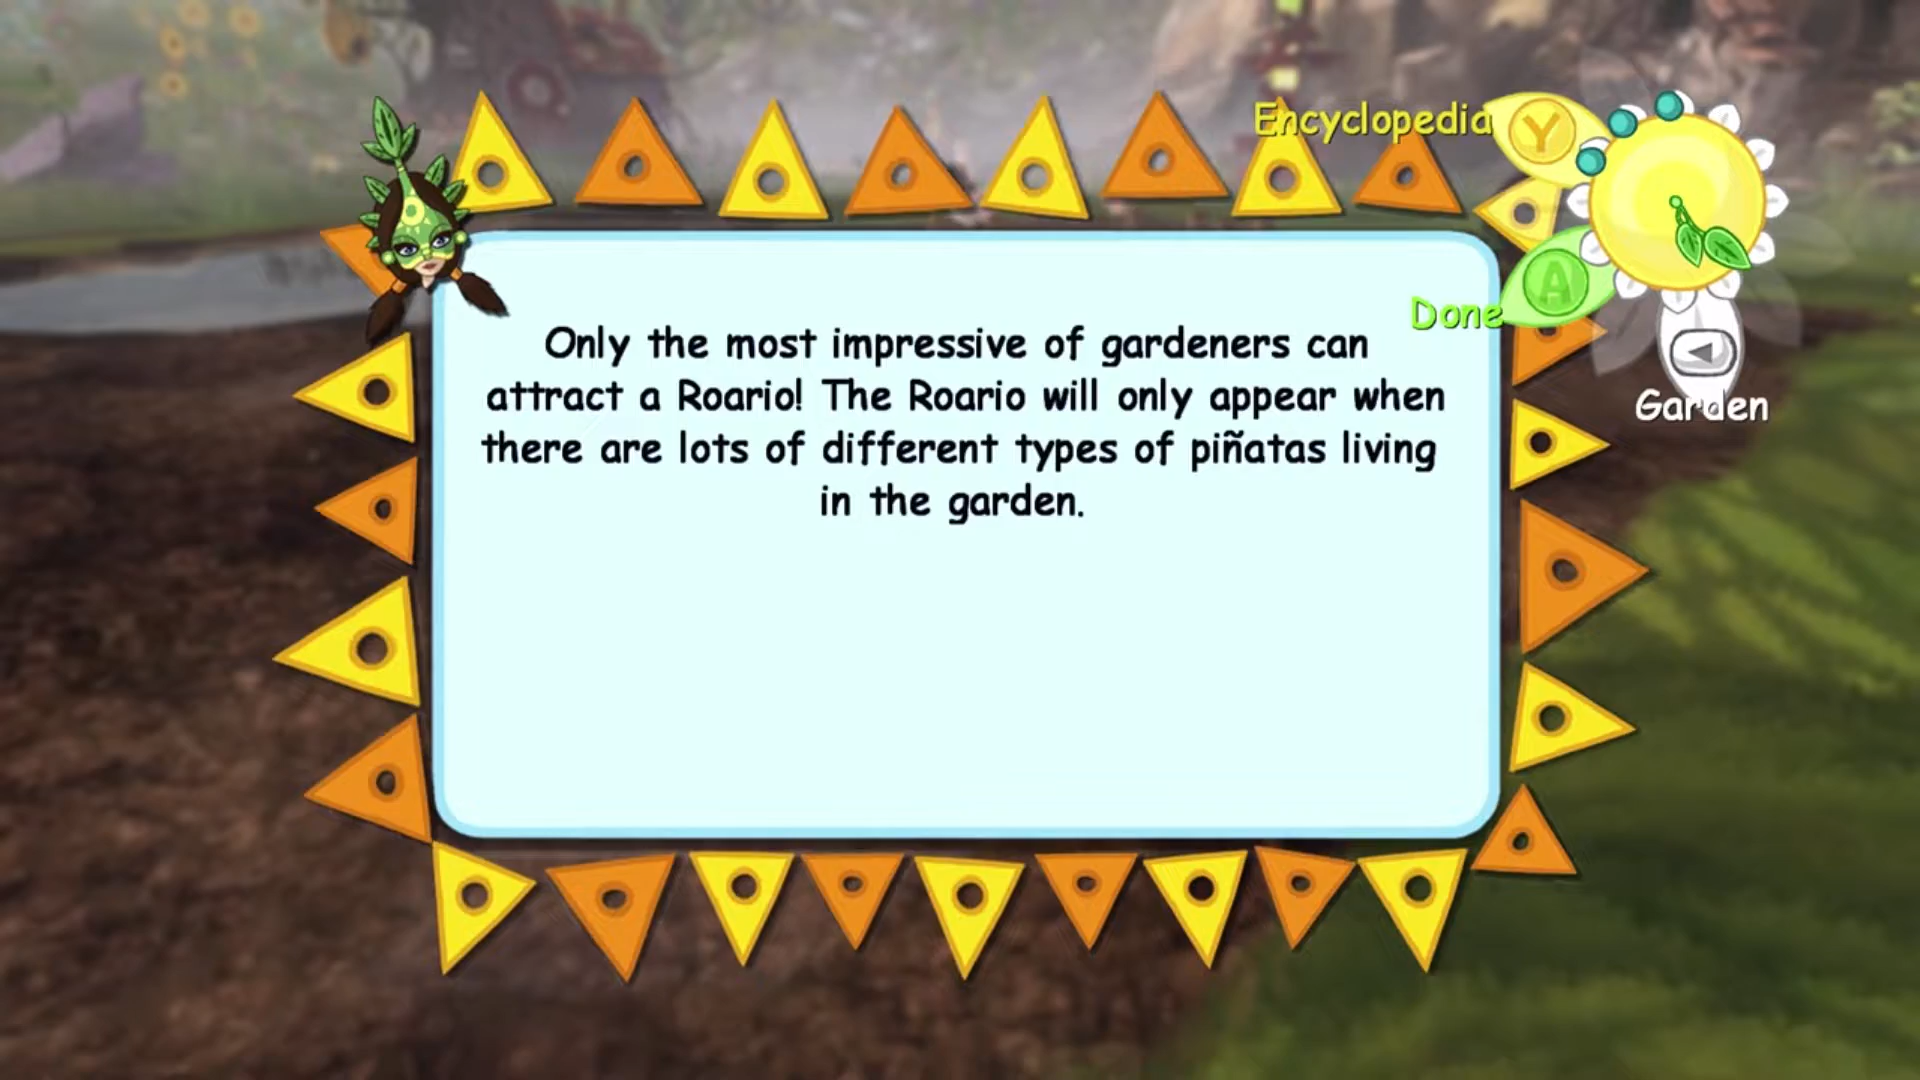 Encyclopedia
Y
Done
A
Garden
Only the most impressive of gardeners can
attract a Roario! The Roario will only appear when
there are lots of different types of piñatas living
in the garden.